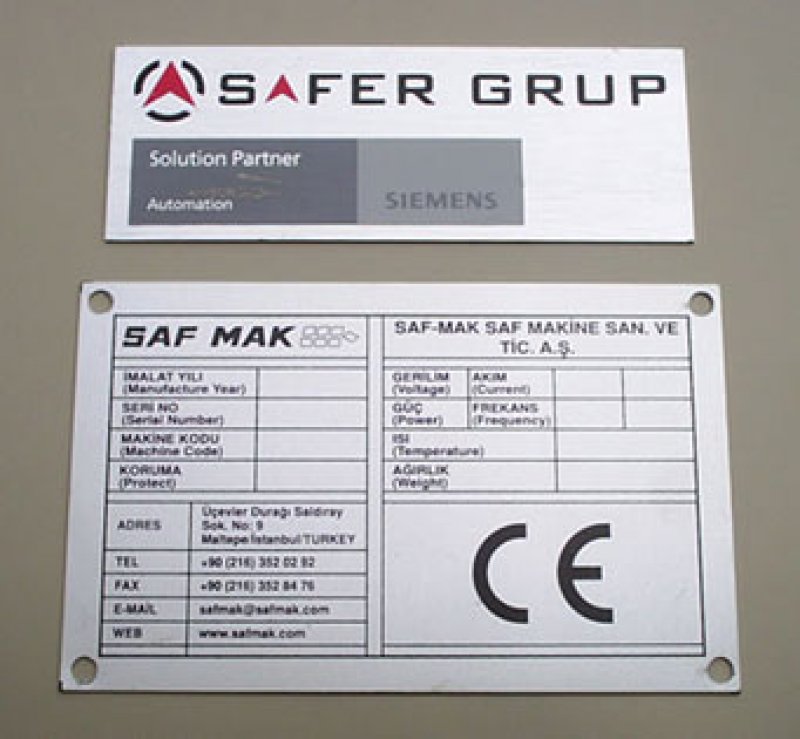 SAFER GRUP
Solution Partner
Automation
SIEMENS
SAF MAK
İMALAT YILI
(Manufacture Year)
SERİ NO
(Serial Number)
MAKİNE KODU
(Machine Code)
KORUMA
(Protect)
ADRES
Üçevler Durağı Saldıray
Sok. No: 9
Maltepe/İstanbul/TURKEY
TEL
+90 (216) 352 02 82
FAX
+90 (216) 352 84 76
E-MAİL
safmak@safmak.com
WEB
www.safmak.com
SAF-MAK SAF MAKİNE SAN. VE
TİC. A.Ş.
GERİLİM
(Voltage)
AKIM
(Current)
GÜÇ
(Power)
FREKANS
(Frequency)
ISI
(Temperature)
AĞIRLIK
(Weight)
CE